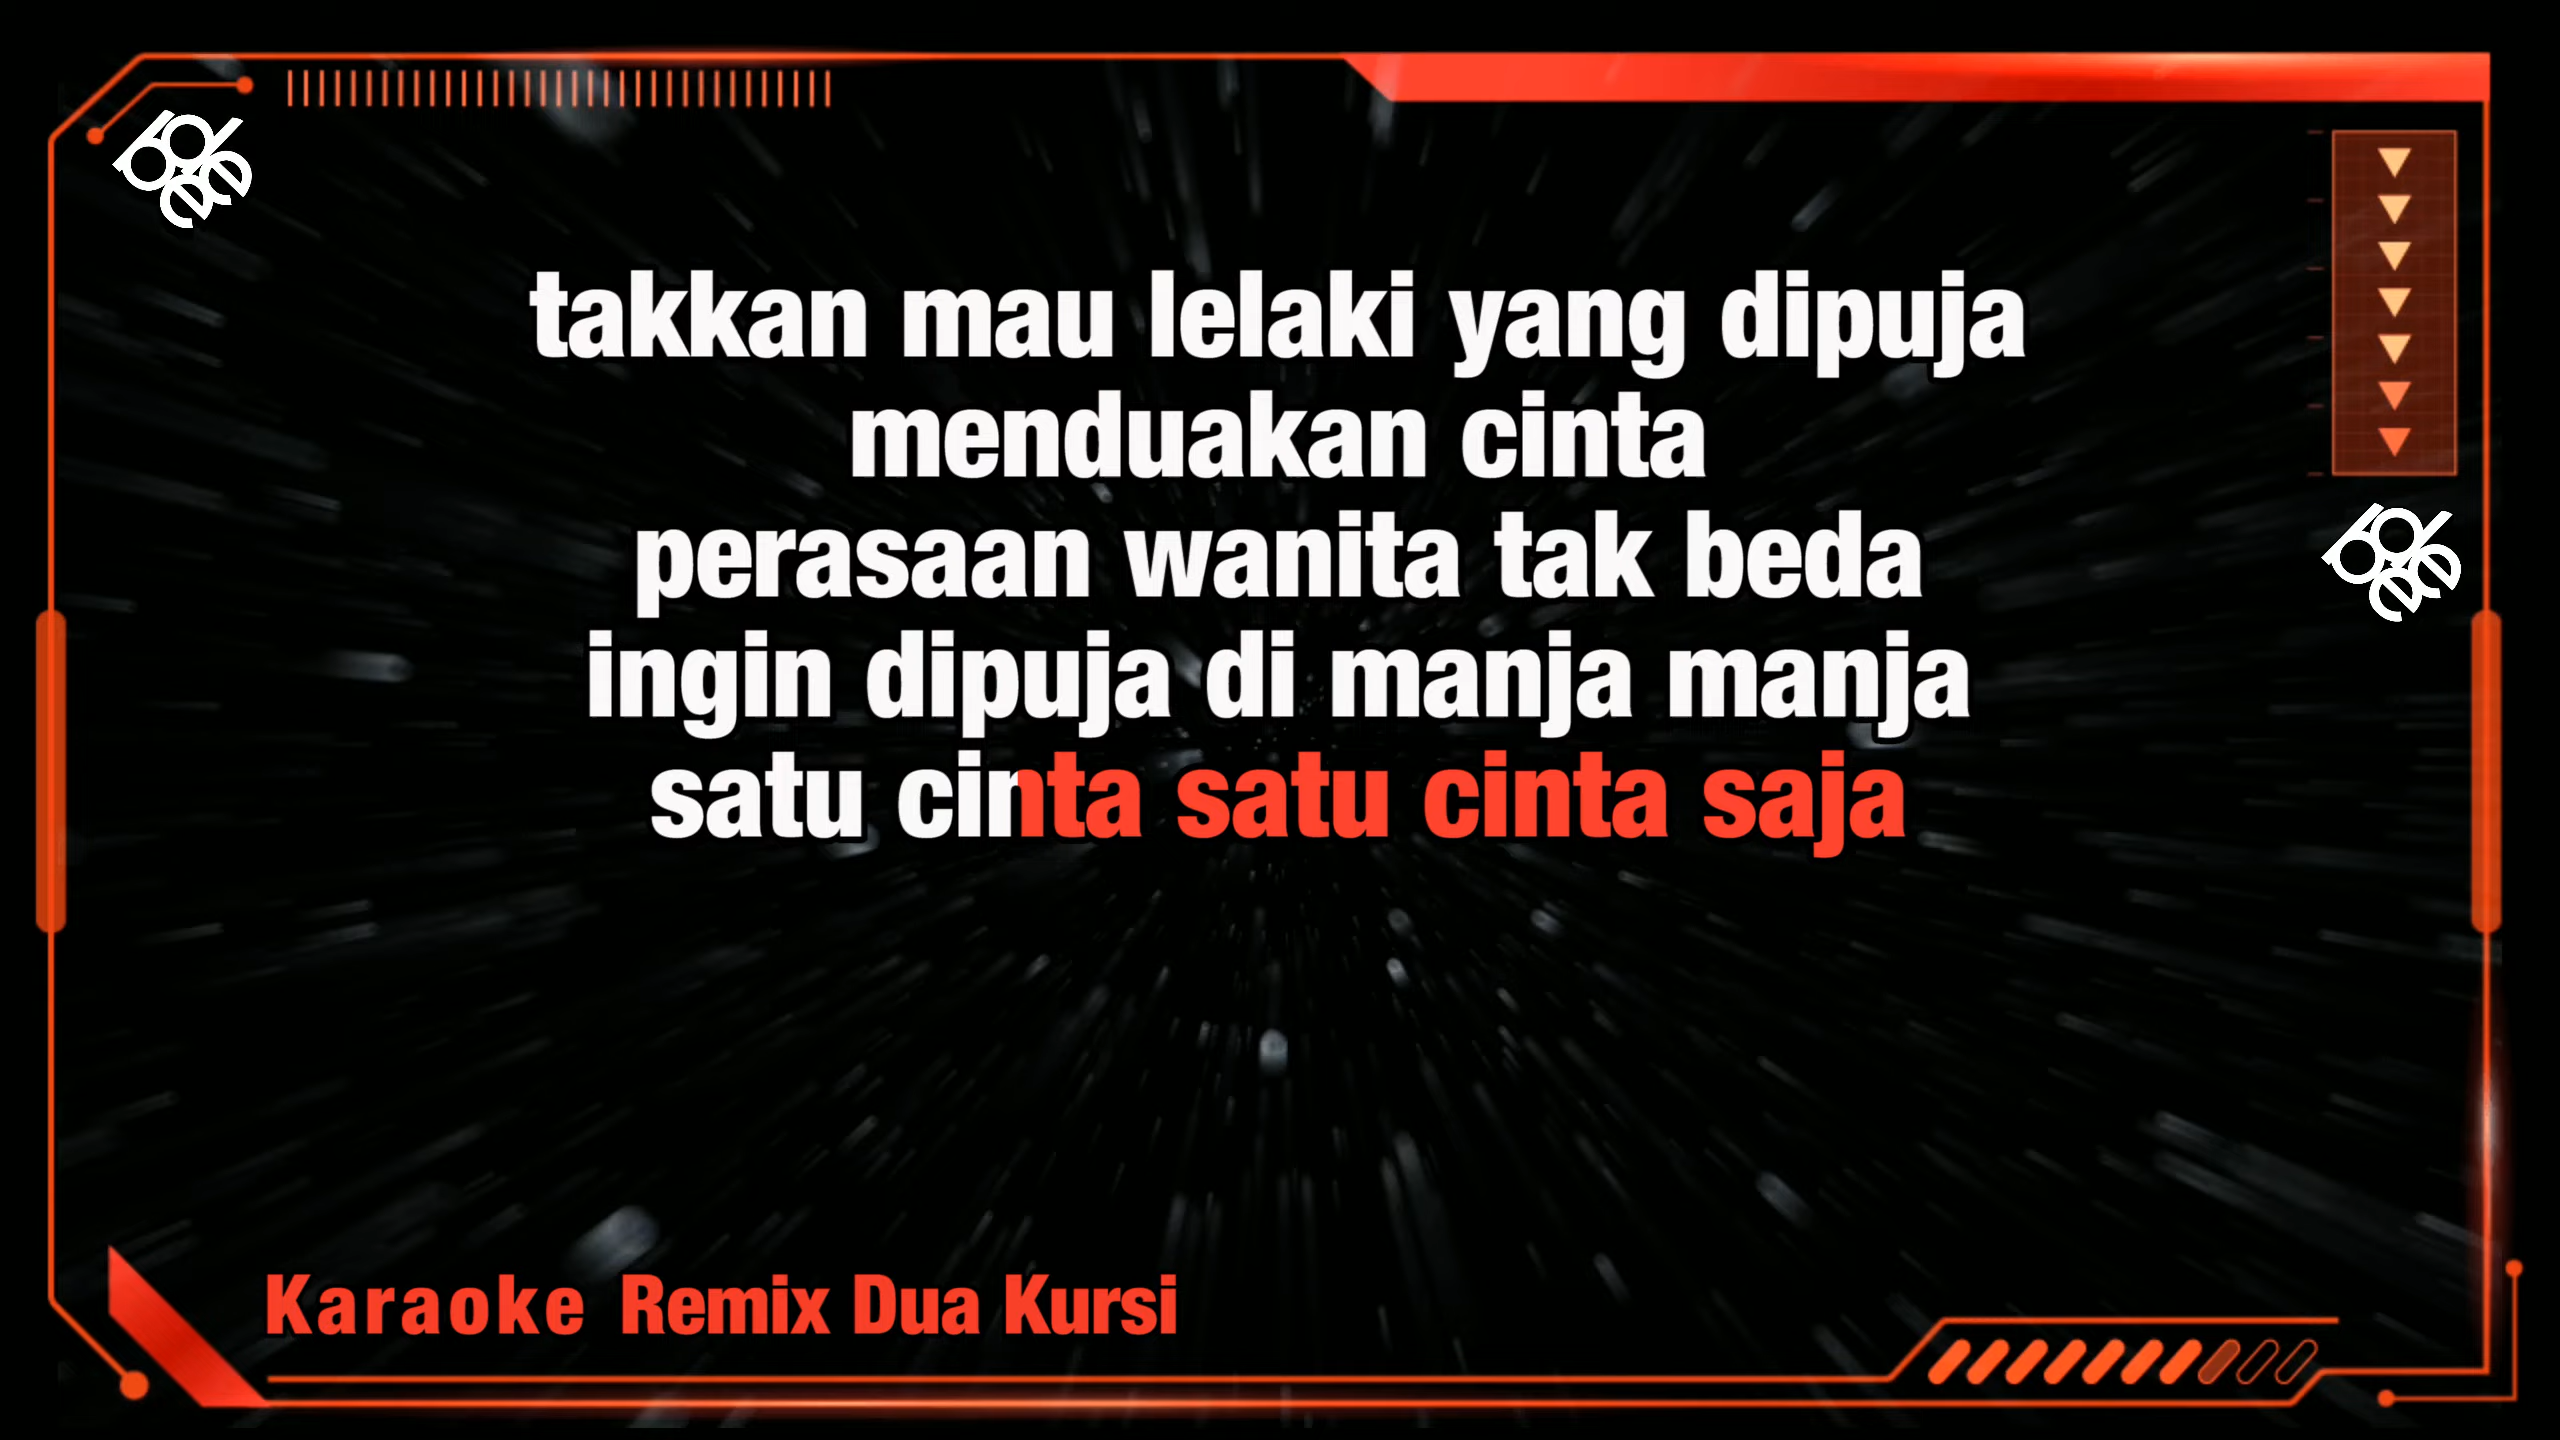 takkan mau lelaki yang dipuja
menduakan cinta
perasaan wanita tak beda
ingin dipuja di manja manja
satu cinta satu cinta saja
Karaoke Remix Dua Kursi